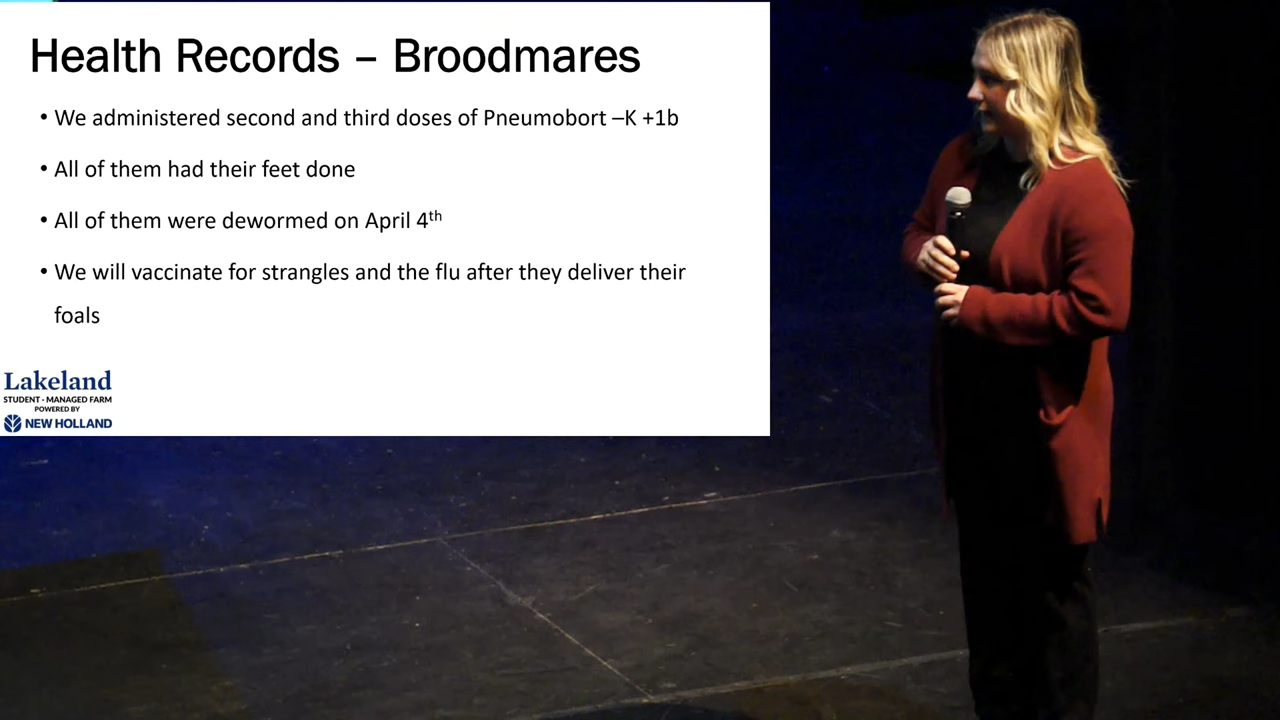 Health Records – Broodmares
• We administered second and third doses of Pneumobort –K +1b
• All of them had their feet done
• All of them were dewormed on April 4th
• We will vaccinate for strangles and the flu after they deliver their
foals
Lakeland
STUDENT - MANAGED FARM
POWERED BY
NEW HOLLAND